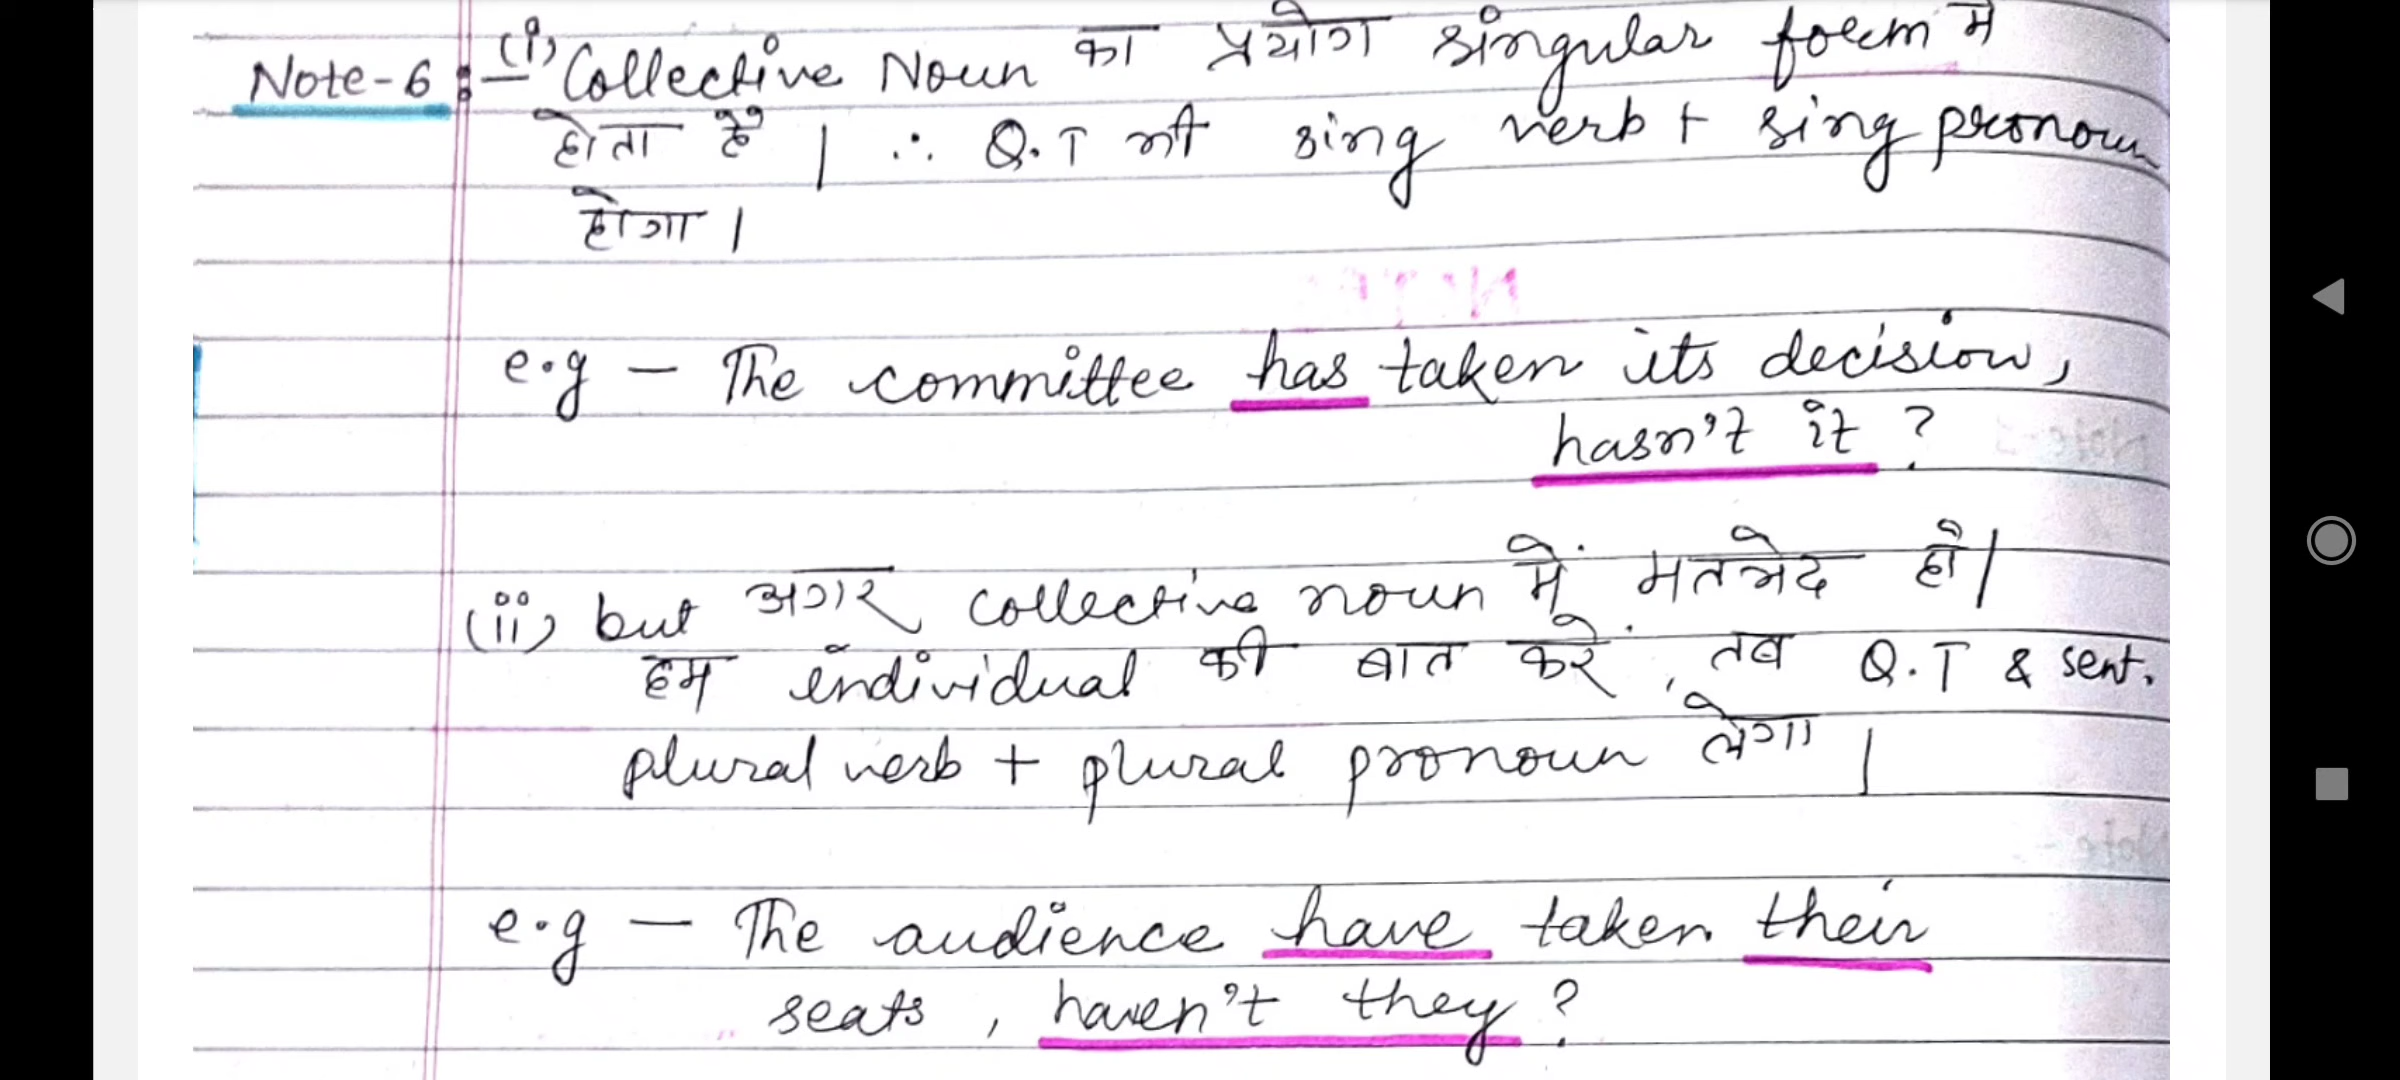 Note-6 :- (i) Collective Noun का प्रयोग singular form में
होता है | ∴ Q.T भी sing verb + sing pronoun
होगा |
e.g - The committee has taken its decision,
hasn't it ?
(ii) but अगर collective noun में मतभेद हो |
हम individual की बात करें, तब Q.T & sent.
plural verb + plural pronoun लेगा |
e.g - The audience have taken their
seats, haven't they ?